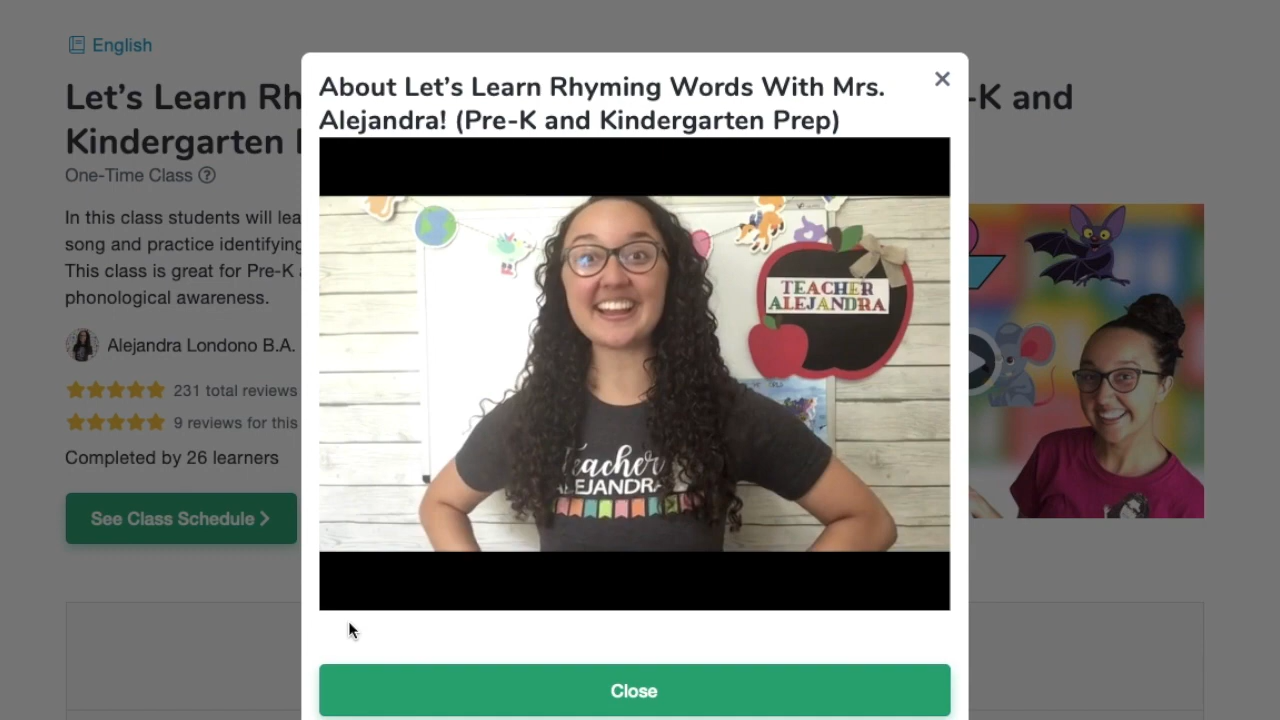 English
Let’s Learn Rh
-K and
Kindergarten
One-Time Class
In this class students will lea
song and practice identifying
This class is great for Pre-K
phonological awareness.
Alejandra Londono B.A.
231 total reviews
9 reviews for this
Completed by 26 learners
See Class Schedule
About Let’s Learn Rhyming Words With Mrs.
Alejandra! (Pre-K and Kindergarten Prep)
TEACHER
ALEJANDRA
Teacher
ALEJANDRA
Close